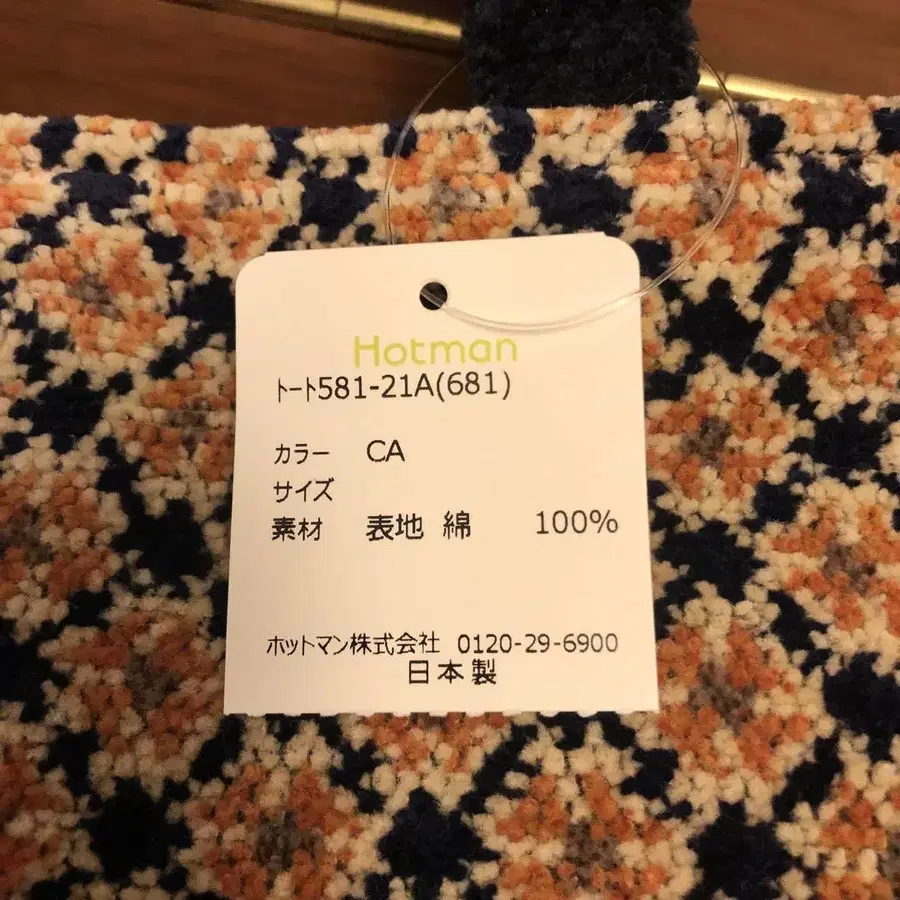 Hotman
ﾄｰﾄ581-21A(681)
カラー CA
サイズ
素材 表地 綿 100%
ホットマン株式会社 0120-29-6900
日本製